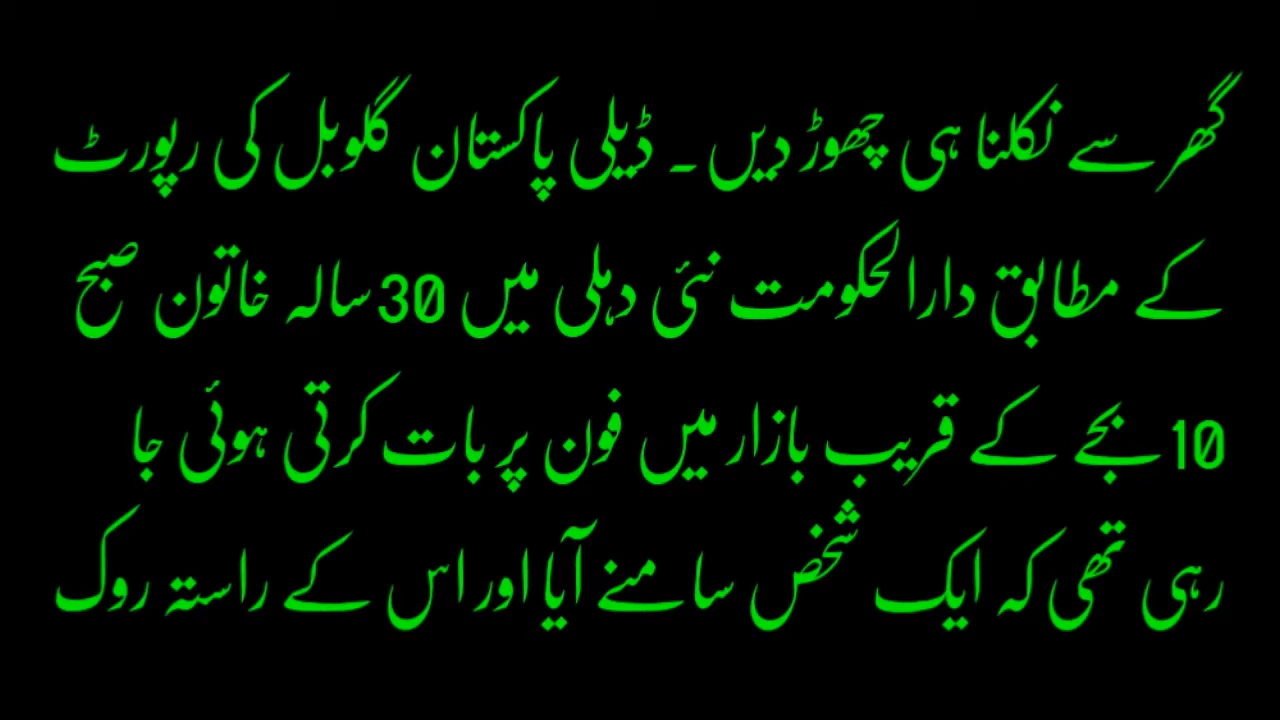 گھر سے نکلنا ہی چھوڑ دیں۔ ڈیلی پاکستان گلوبل کی رپورٹ
کے مطابق دارالحکومت نئی دہلی میں 30 سالہ خاتون صبح
10 بجے کے قریب بازار میں فون پر بات کرتی ہوئی جا
رہی تھی کہ ایک شخص سامنے آیا اور اس کے راستہ روک